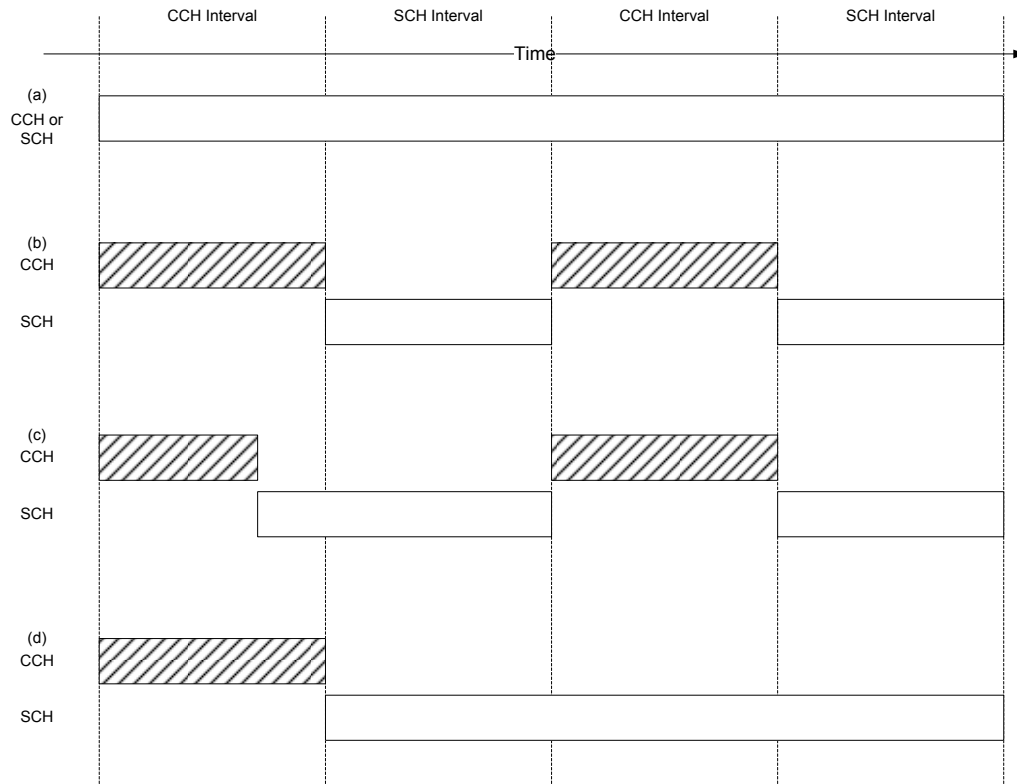 CCH Interval
SCH Interval
CCH Interval
SCH Interval
Time
(a)
CCH or
SCH
(b)
CCH
SCH
(c)
CCH
SCH
(d)
CCH
SCH